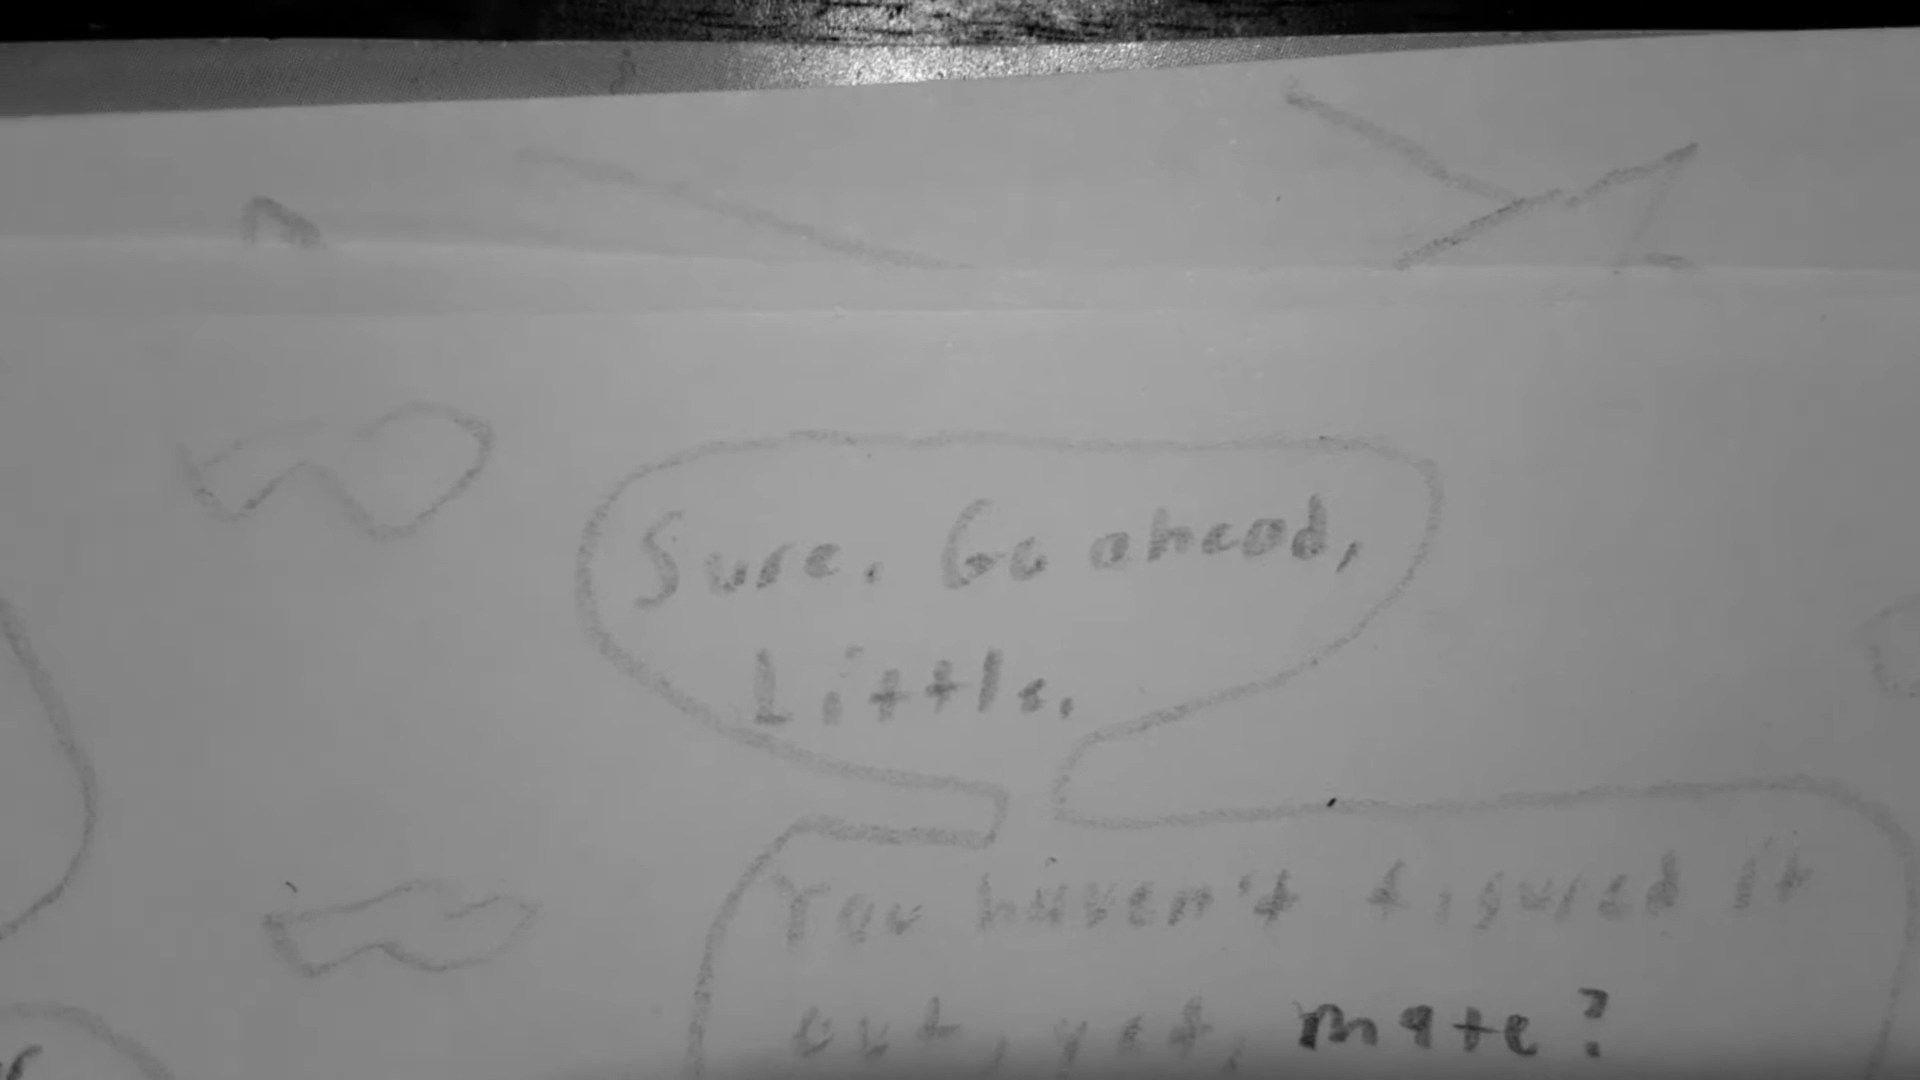 Sure. Go ahead,
Little.
You haven't figured it
out, yet, mate?